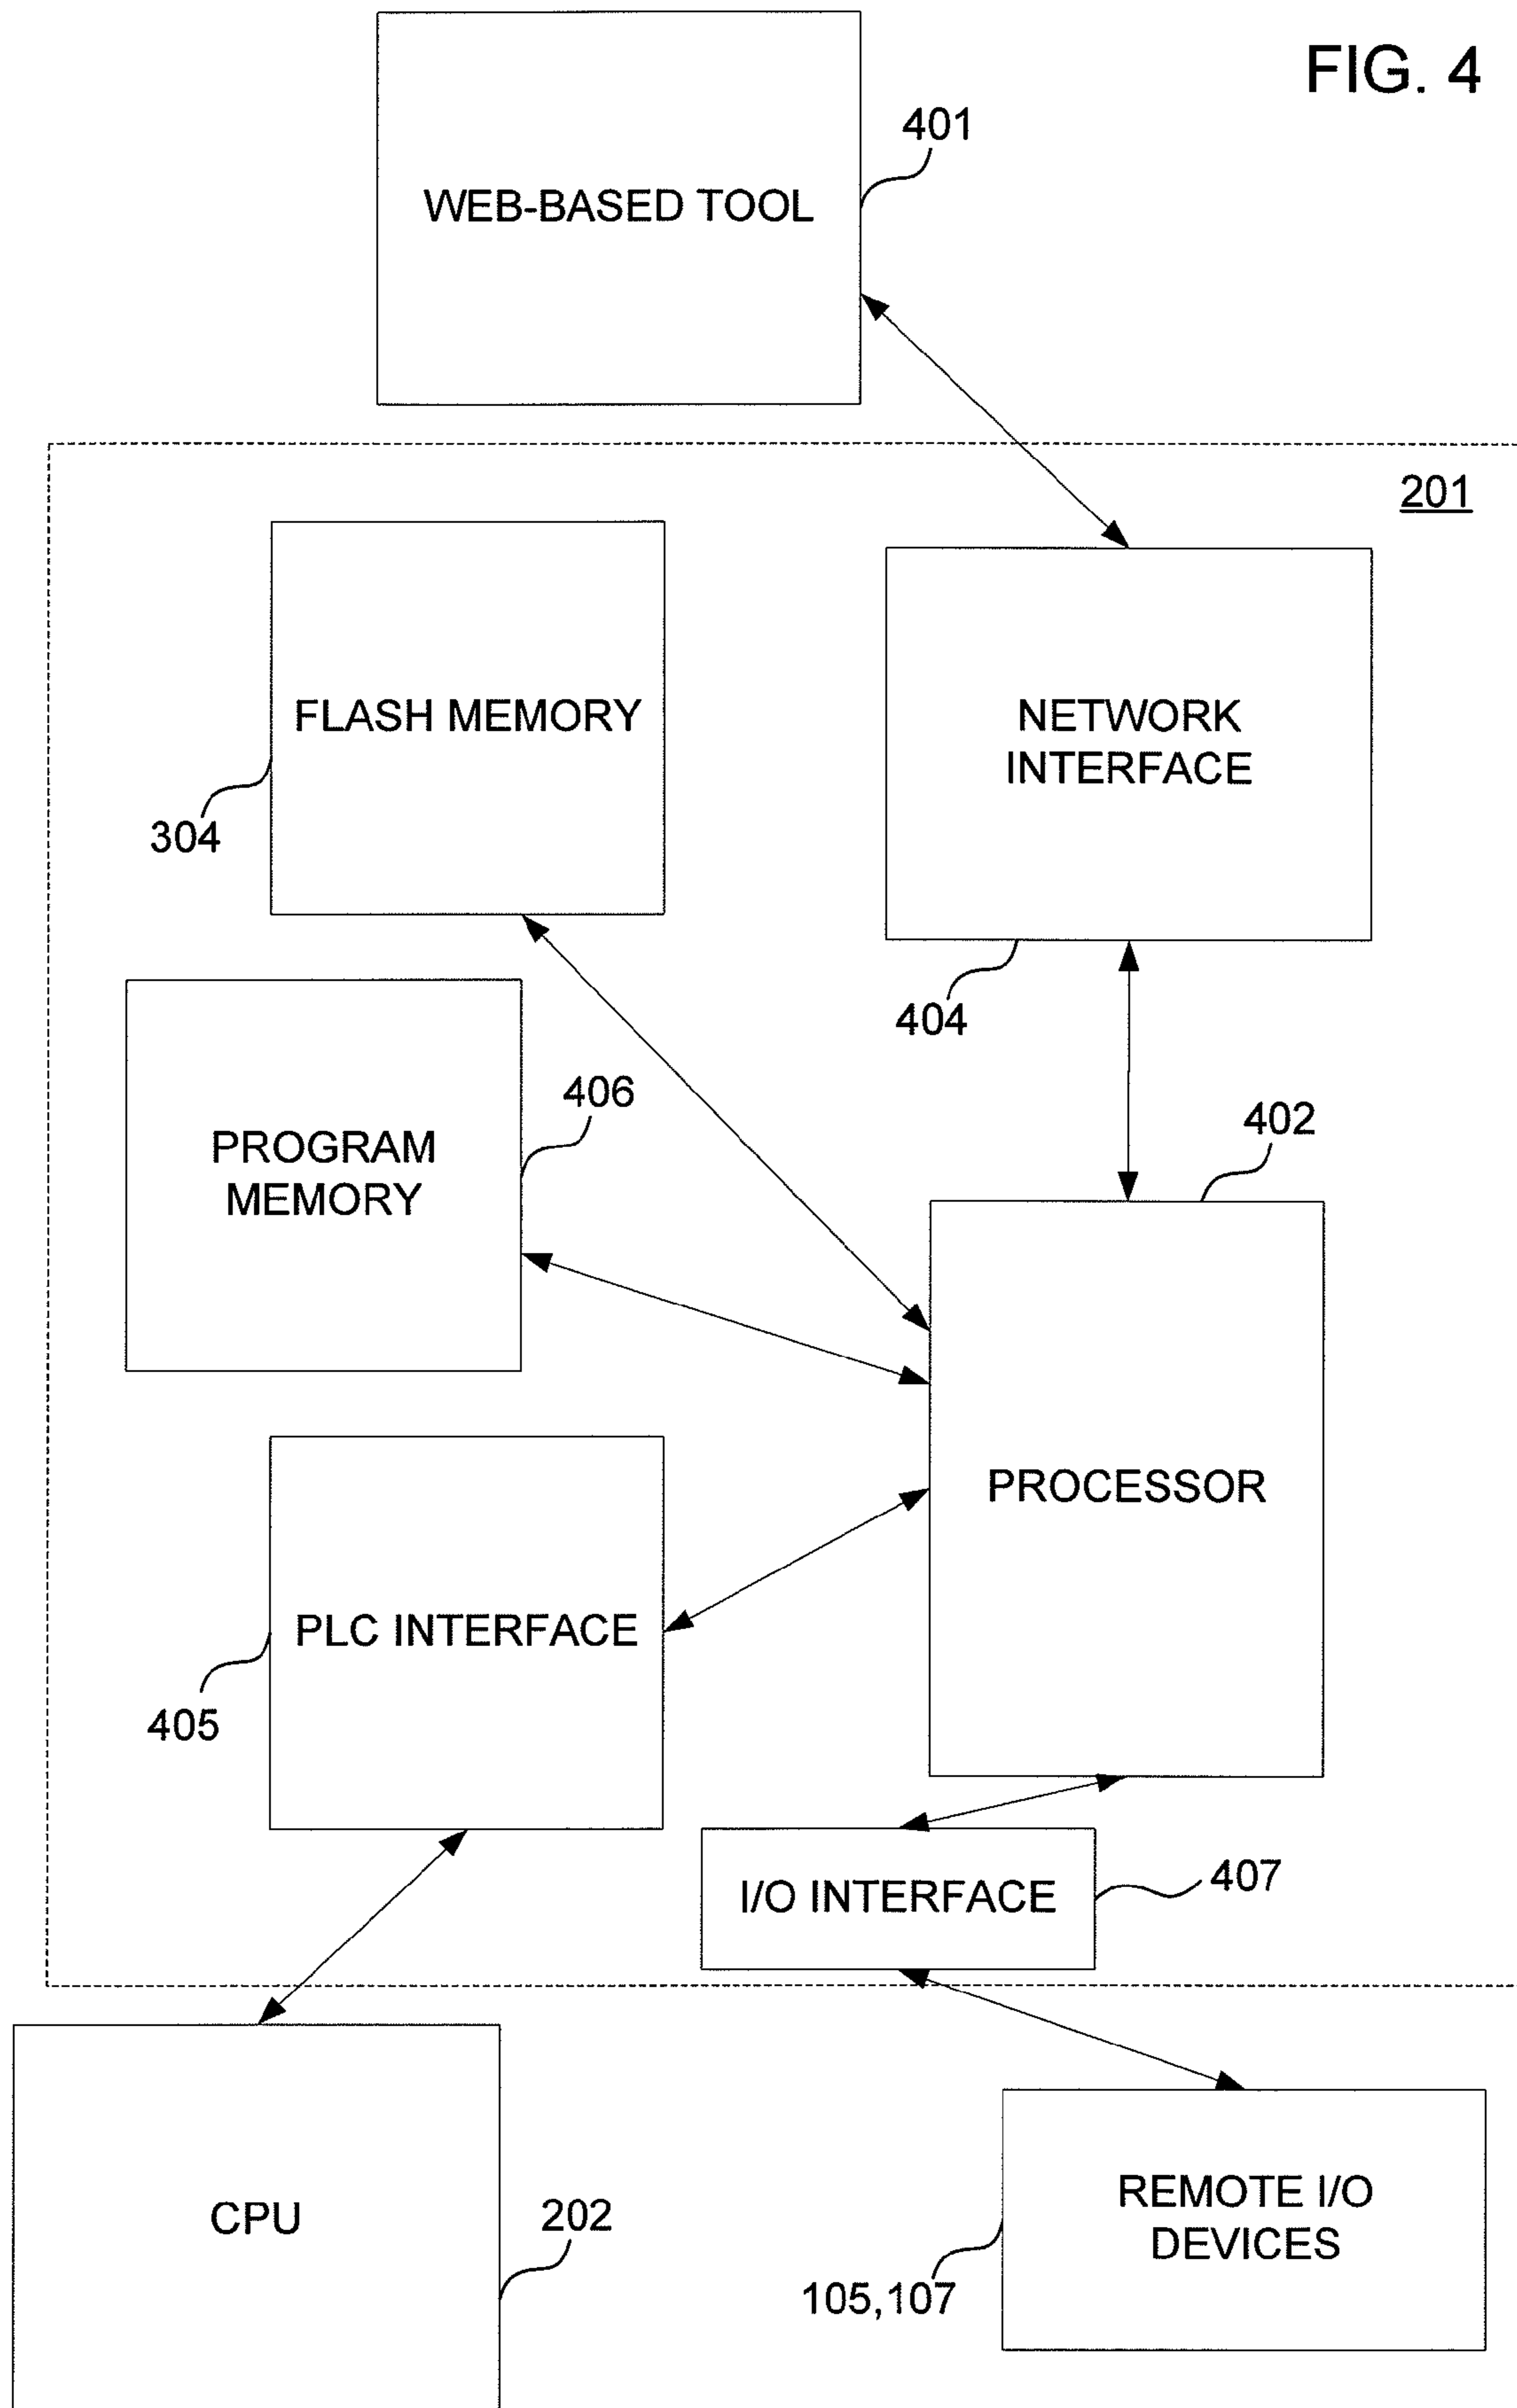 FIG. 4
401
WEB-BASED TOOL
201
FLASH MEMORY
NETWORK
INTERFACE
304
404
406
402
PROGRAM
MEMORY
PROCESSOR
PLC INTERFACE
405
I/O INTERFACE
407
CPU
202
REMOTE I/O
DEVICES
105,107